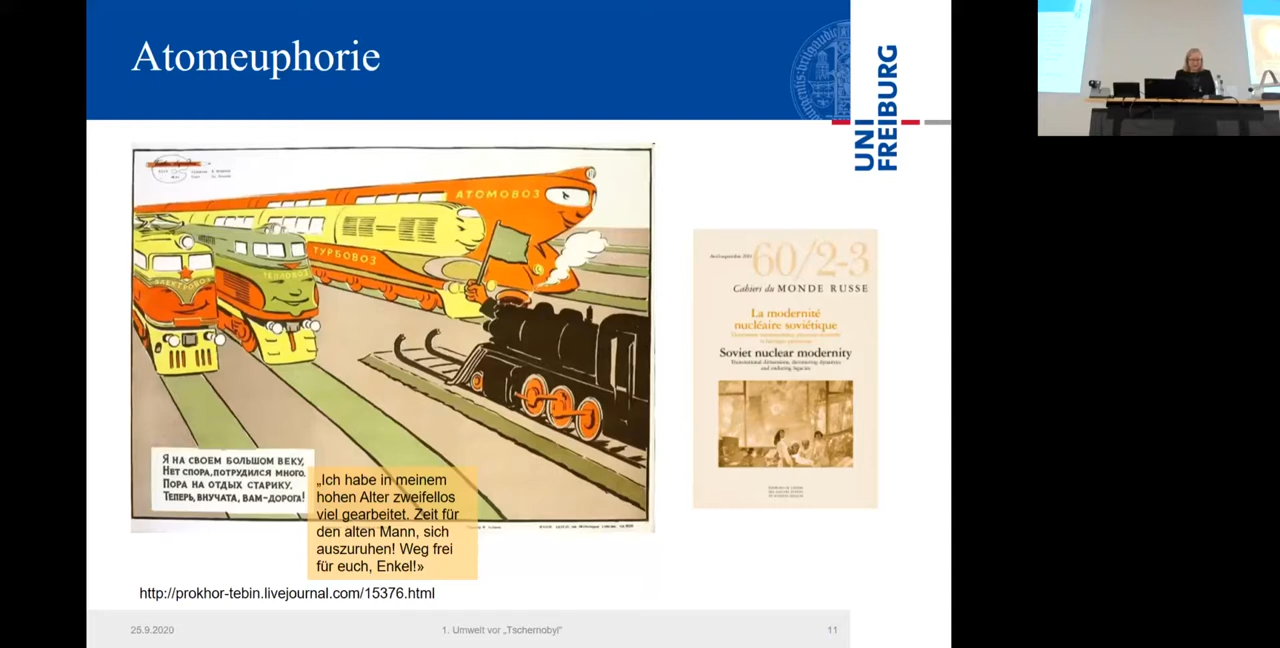 Atomeuphorie
UNI
FREIBURG
АТОМОВОЗ
ТУРБОВОЗ
ТЕПЛОВОЗ
ЭЛЕКТРОВОЗ
Я НА СВОЕМ БОЛЬШОМ ВЕКУ,
НЕТ СПОРА, ПОТРУДИЛСЯ МНОГО.
ПОРА НА ОТДЫХ СТАРИКУ.
ТЕПЕРЬ, ВНУЧАТА, ВАМ–ДОРОГА!
„Ich habe in meinem
hohen Alter zweifellos
viel gearbeitet. Zeit für
den alten Mann, sich
auszuruhen! Weg frei
für euch, Enkel!»
60/2-3
Cahiers du MONDE RUSSE
La modernité
nucléaire soviétique
Soviet nuclear modernity
and enduring legacies
http://prokhor-tebin.livejournal.com/15376.html
25.9.2020
1. Umwelt vor „Tschernobyl"
11